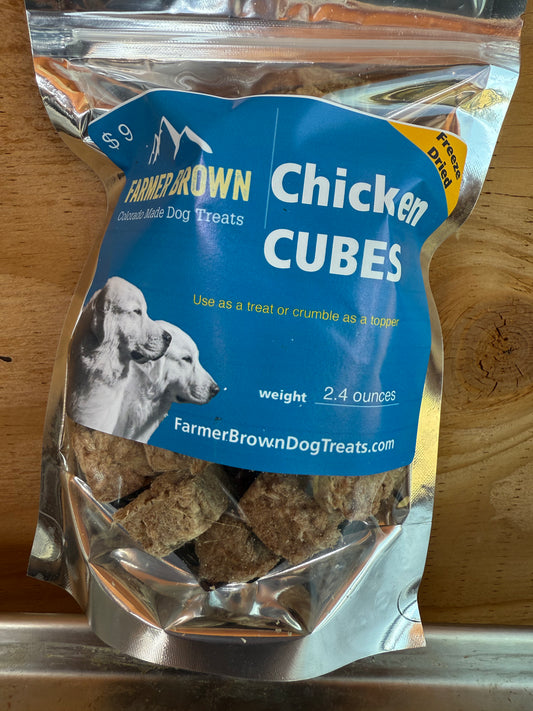 $9
FARMER BROWN
Colorado Made Dog Treats
Chicken
CUBES
Freeze
Dried
Use as a treat or crumble as a topper
weight 2.4 ounces
FarmerBrownDogTreats.com